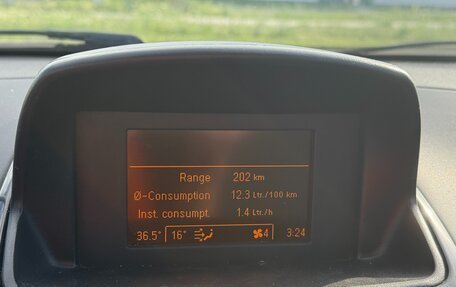 Range 202 km
Ø-Consumption 12.3 Ltr./100 km
Inst. consumpt. 1.4 Ltr./h
36.5° 16° 4 3:24